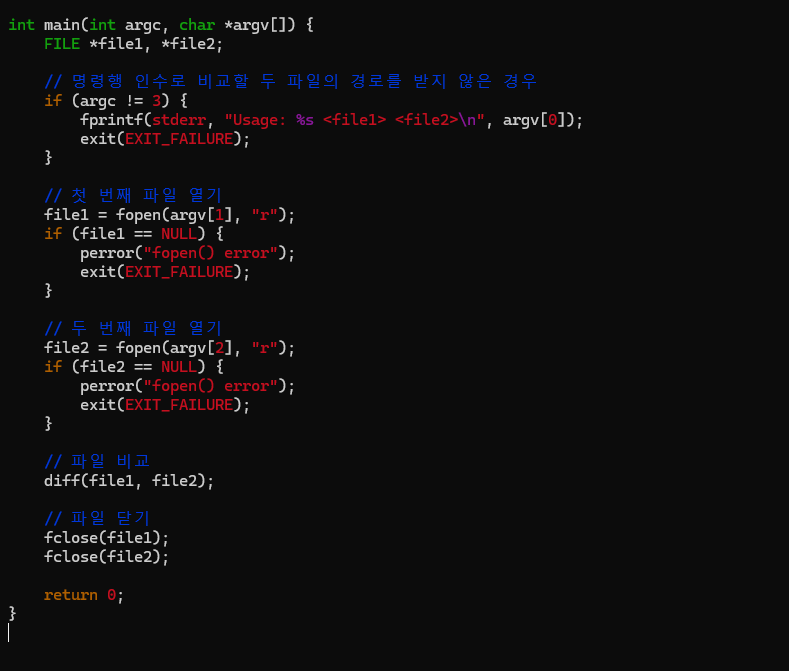 int main(int argc, char *argv[]) {
    FILE *file1, *file2;

    // 명령행 인수로 비교할 두 파일의 경로를 받지 않은 경우
    if (argc != 3) {
        fprintf(stderr, "Usage: %s <file1> <file2>\n", argv[0]);
        exit(EXIT_FAILURE);
    }

    // 첫 번째 파일 열기
    file1 = fopen(argv[1], "r");
    if (file1 == NULL) {
        perror("fopen() error");
        exit(EXIT_FAILURE);
    }

    // 두 번째 파일 열기
    file2 = fopen(argv[2], "r");
    if (file2 == NULL) {
        perror("fopen() error");
        exit(EXIT_FAILURE);
    }

    // 파일 비교
    diff(file1, file2);

    // 파일 닫기
    fclose(file1);
    fclose(file2);

    return 0;
}